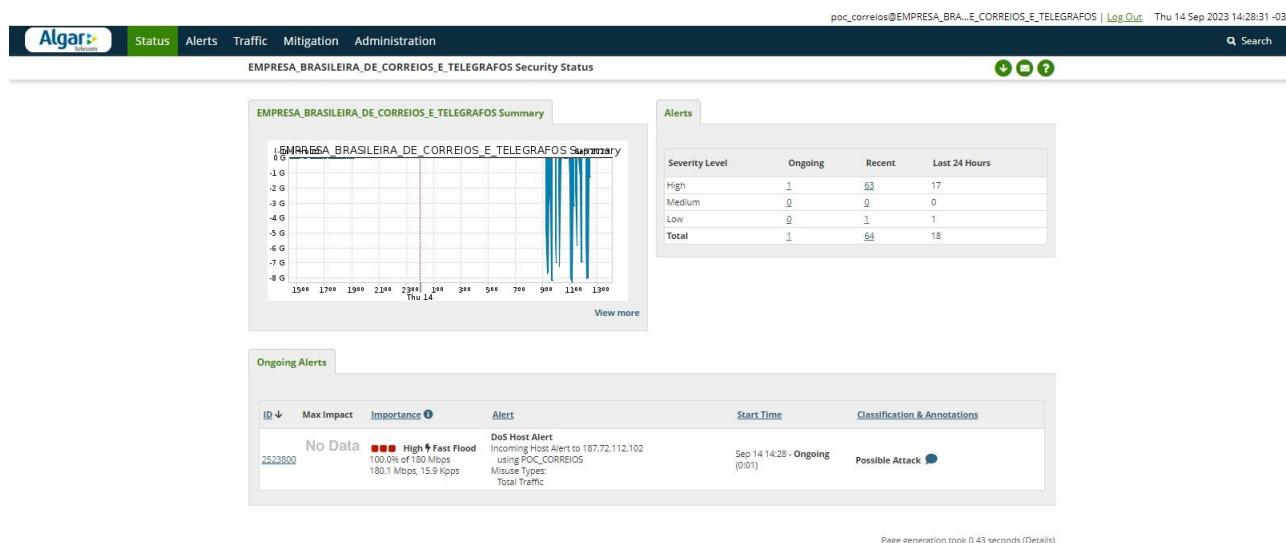 poc_correios@EMPRESA_BRA...E_CORREIOS_E_TELEGRAFOS | Log Out Thu 14 Sep 2023 14:28:31 -03
Algar Telecom
Status Alerts Traffic Mitigation Administration Search
EMPRESA_BRASILEIRA_DE_CORREIOS_E_TELEGRAFOS Security Status
EMPRESA_BRASILEIRA_DE_CORREIOS_E_TELEGRAFOS Summary
EMPRESA_BRASILEIRA_DE_CORREIOS_E_TELEGRAFOS Summary
0 G
-1 G
-2 G
-3 G
-4 G
-5 G
-6 G
-7 G
-8 G
1500 1700 1900 2100 2300 100 300 500 700 900 1100 1300
Thu 14
View more
Alerts
Severity Level Ongoing Recent Last 24 Hours
High 1 63 17
Medium 0 0 0
Low 0 1 1
Total 1 64 18
Ongoing Alerts
ID Max Impact Importance Alert Start Time Classification & Annotations
2523800 No Data High Fast Flood
100.0% of 180 Mbps
180.1 Mbps, 15.9 Kpps
DoS Host Alert
Incoming Host Alert to 187.72.112.102
using POC_CORREIOS
Misuse Types:
Total Traffic
Sep 14 14:28 - Ongoing
(0:01)
Possible Attack
Page generation took 0.43 seconds (Details)